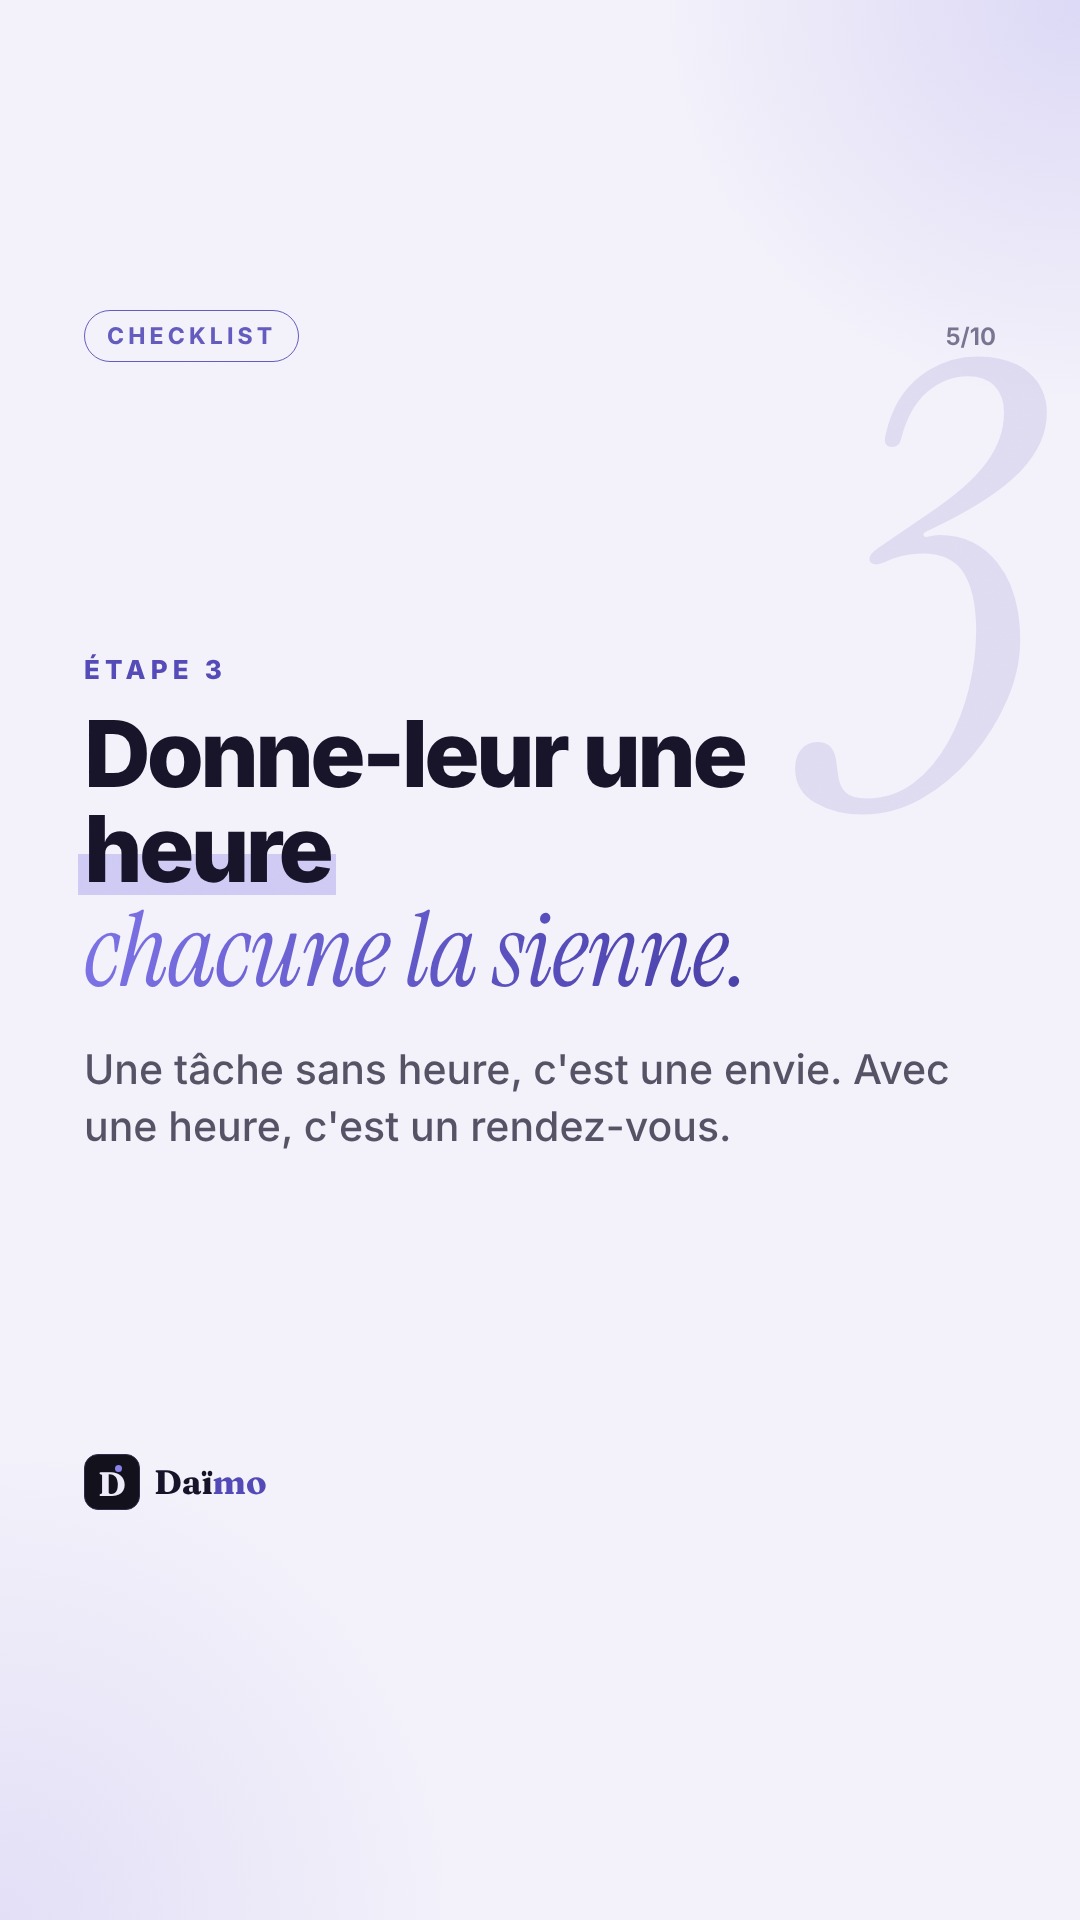 CHECKLIST
5/10
3
ÉTAPE 3
Donne-leur une
heure
chacune la sienne.
Une tâche sans heure, c'est une envie. Avec
une heure, c'est un rendez-vous.
D Daïmo